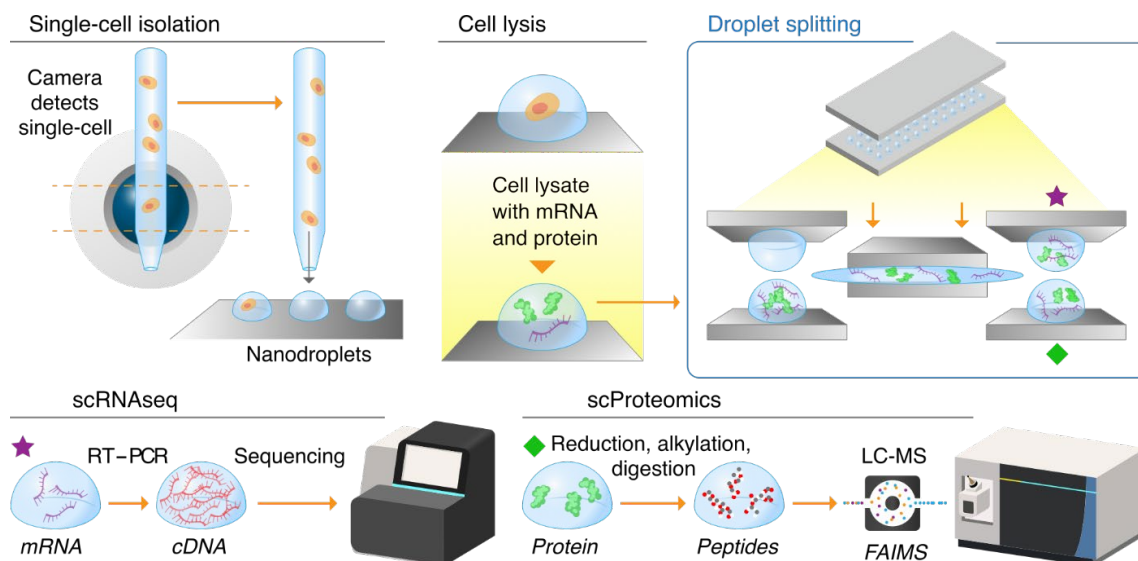 Single-cell isolation
Camera
detects
single-cell
Nanodroplets
Cell lysis
Cell lysate
with mRNA
and protein
Droplet splitting
scRNAseq
RT–PCR
Sequencing
mRNA
cDNA
scProteomics
Reduction, alkylation,
digestion
LC-MS
Protein
Peptides
FAIMS